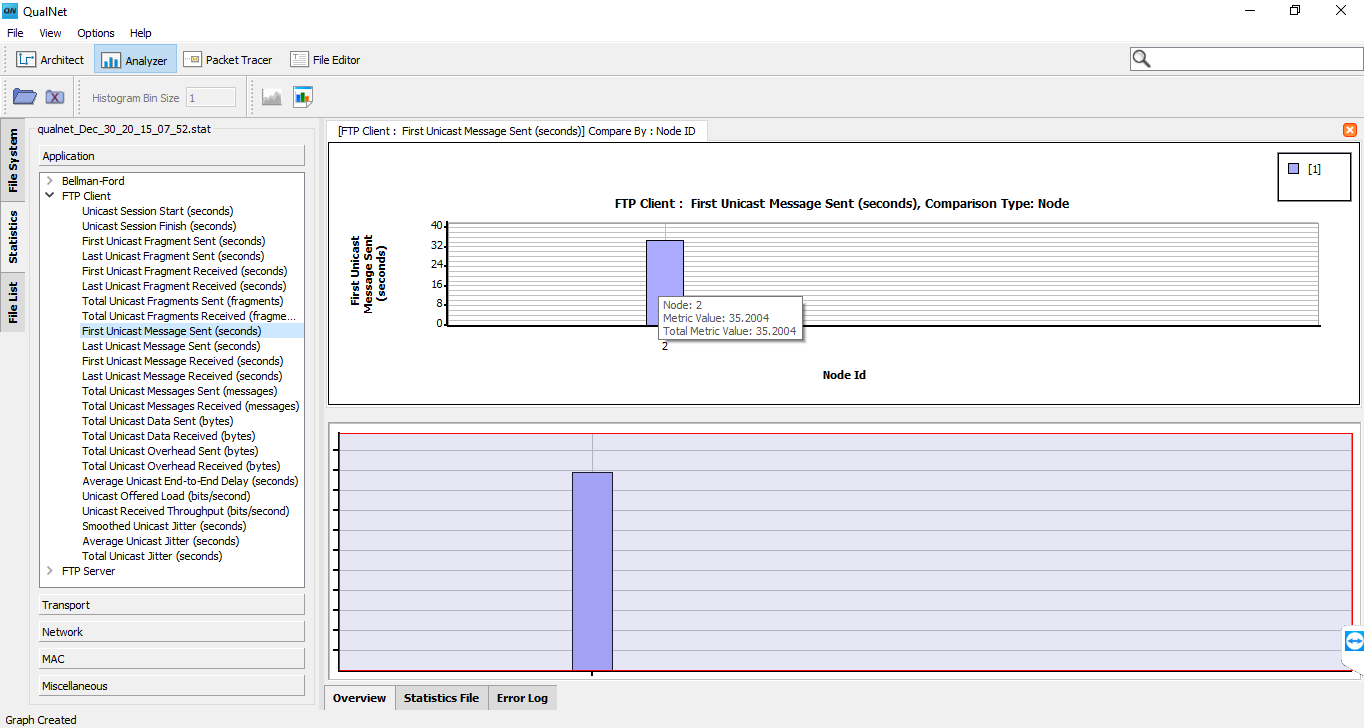 QN QualNet
File View Options Help
Architect Analyzer Packet Tracer File Editor
Histogram Bin Size 1
File System
Statistics
File List
qualnet_Dec_30_20_15_07_52.stat
Application
Bellman-Ford
FTP Client
Unicast Session Start (seconds)
Unicast Session Finish (seconds)
First Unicast Fragment Sent (seconds)
Last Unicast Fragment Sent (seconds)
First Unicast Fragment Received (seconds)
Last Unicast Fragment Received (seconds)
Total Unicast Fragments Sent (fragments)
Total Unicast Fragments Received (fragme...
First Unicast Message Sent (seconds)
Last Unicast Message Sent (seconds)
First Unicast Message Received (seconds)
Last Unicast Message Received (seconds)
Total Unicast Messages Sent (messages)
Total Unicast Messages Received (messages)
Total Unicast Data Sent (bytes)
Total Unicast Data Received (bytes)
Total Unicast Overhead Sent (bytes)
Total Unicast Overhead Received (bytes)
Average Unicast End-to-End Delay (seconds)
Unicast Offered Load (bits/second)
Unicast Received Throughput (bits/second)
Smoothed Unicast Jitter (seconds)
Average Unicast Jitter (seconds)
Total Unicast Jitter (seconds)
FTP Server
Transport
Network
MAC
Miscellaneous
[FTP Client : First Unicast Message Sent (seconds)] Compare By : Node ID
[1]
FTP Client : First Unicast Message Sent (seconds), Comparison Type: Node
First Unicast
Message Sent
(seconds)
40
32
24
16
8
0
Node: 2
Metric Value: 35.2004
Total Metric Value: 35.2004
2
Node Id
Overview Statistics File Error Log
Graph Created